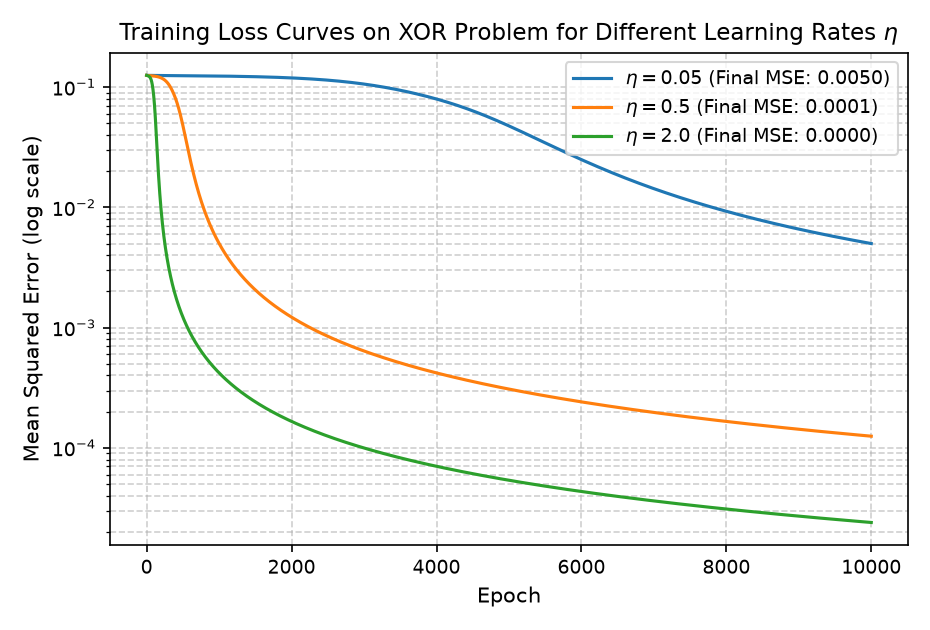 Training Loss Curves on XOR Problem for Different Learning Rates η
η = 0.05 (Final MSE: 0.0050)
η = 0.5 (Final MSE: 0.0001)
η = 2.0 (Final MSE: 0.0000)
Mean Squared Error (log scale)
10⁻¹
10⁻²
10⁻³
10⁻⁴
0 2000 4000 6000 8000 10000
Epoch